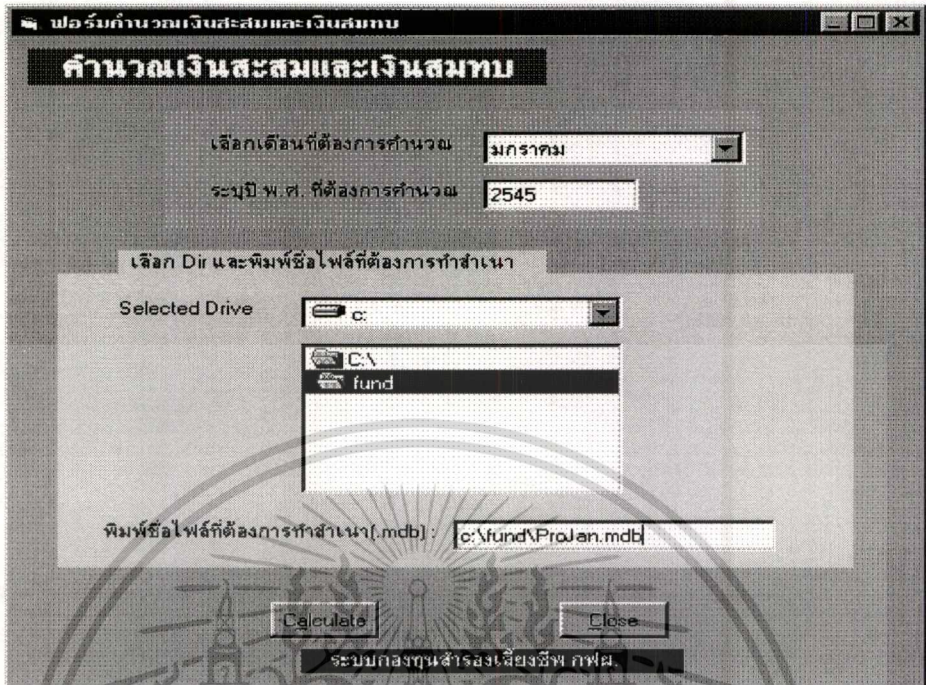 ฟอร์มคำนวณเงินสะสมและเงินสมทบ
คำนวณเงินสะสมและเงินสมทบ
เลือกเดือนที่ต้องการคำนวณ มกราคม
ระบุปี พ.ศ. ที่ต้องการคำนวณ 2545
เลือก Dir และพิมพ์ชื่อไฟล์ที่ต้องการทำสำเนา
Selected Drive c:
C:\
fund
พิมพ์ชื่อไฟล์ที่ต้องการทำสำเนา(.mdb) : c:\fund\ProJan.mdb
Calculate Close
ระบบกองทุนสำรองเลี้ยงชีพ กฟผ.